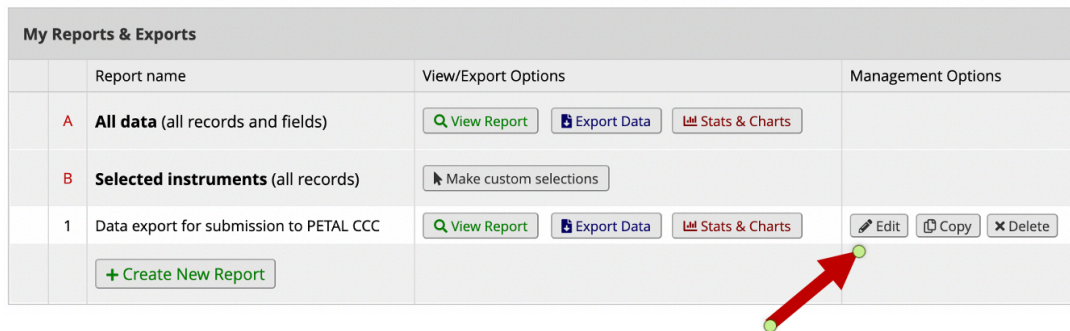 My Reports & Exports
Report name View/Export Options Management Options
A All data (all records and fields) View Report Export Data Stats & Charts
B Selected instruments (all records) Make custom selections
1 Data export for submission to PETAL CCC View Report Export Data Stats & Charts Edit Copy Delete
+ Create New Report